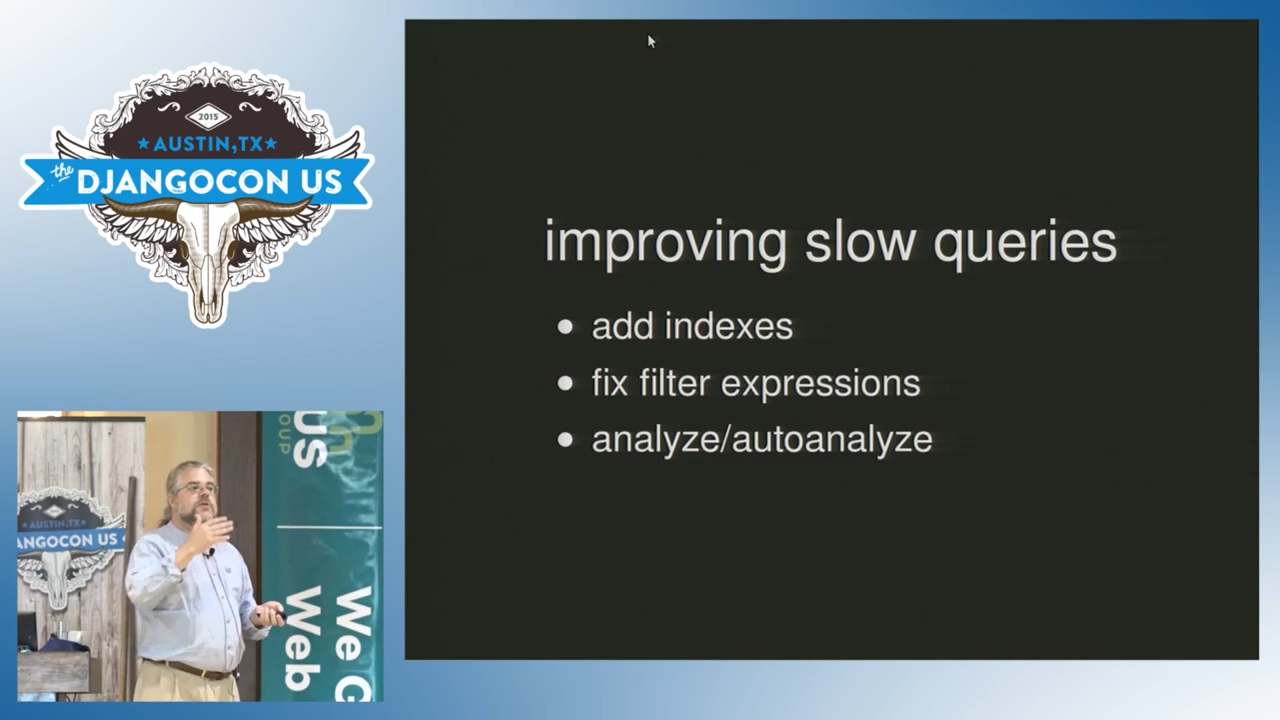 2015
AUSTIN, TX
the
DJANGOCON US
improving slow queries
• add indexes
• fix filter expressions
• analyze/autoanalyze
AUSTIN, TX
ANGOCON US
US
OUP
We G
Web